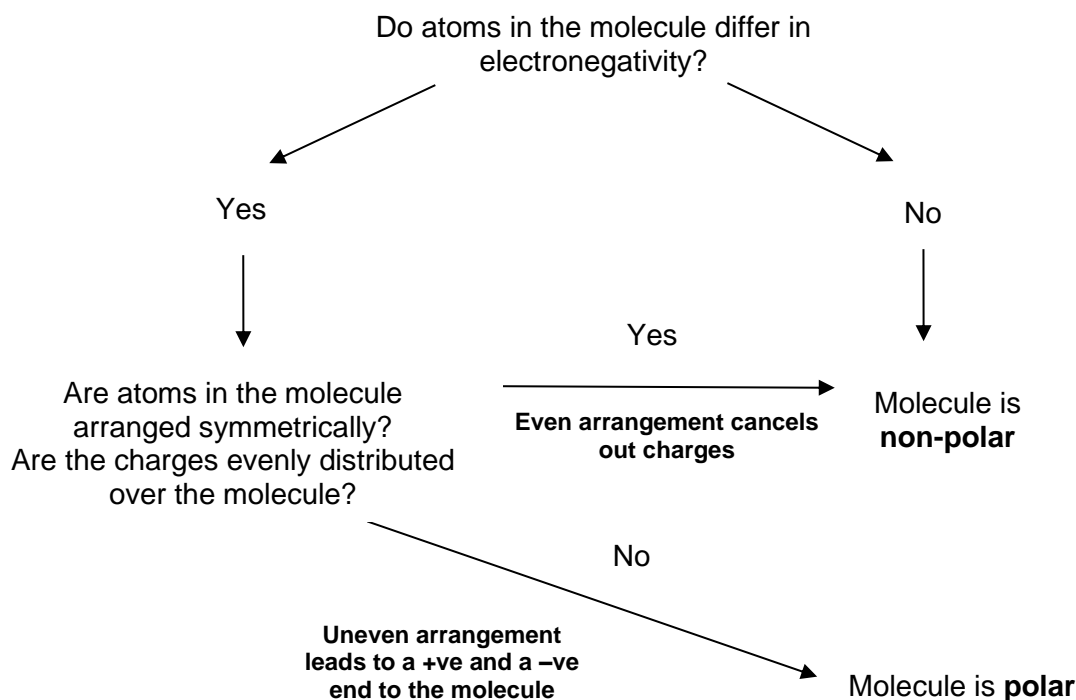 Do atoms in the molecule differ in
electronegativity?
Yes
No
Yes
Are atoms in the molecule
arranged symmetrically?
Are the charges evenly distributed
over the molecule?
Even arrangement cancels
out charges
Molecule is
non-polar
No
Uneven arrangement
leads to a +ve and a –ve
end to the molecule
Molecule is polar